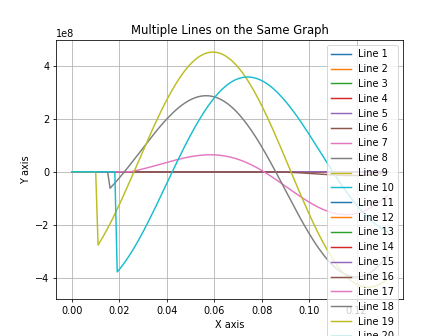 Multiple Lines on the Same Graph
1e8
4
2
0
−2
−4
Y axis
0.00 0.02 0.04 0.06 0.08 0.10
X axis
Line 1
Line 2
Line 3
Line 4
Line 5
Line 6
Line 7
Line 8
Line 9
Line 10
Line 11
Line 12
Line 13
Line 14
Line 15
Line 16
Line 17
Line 18
Line 19
Line 20